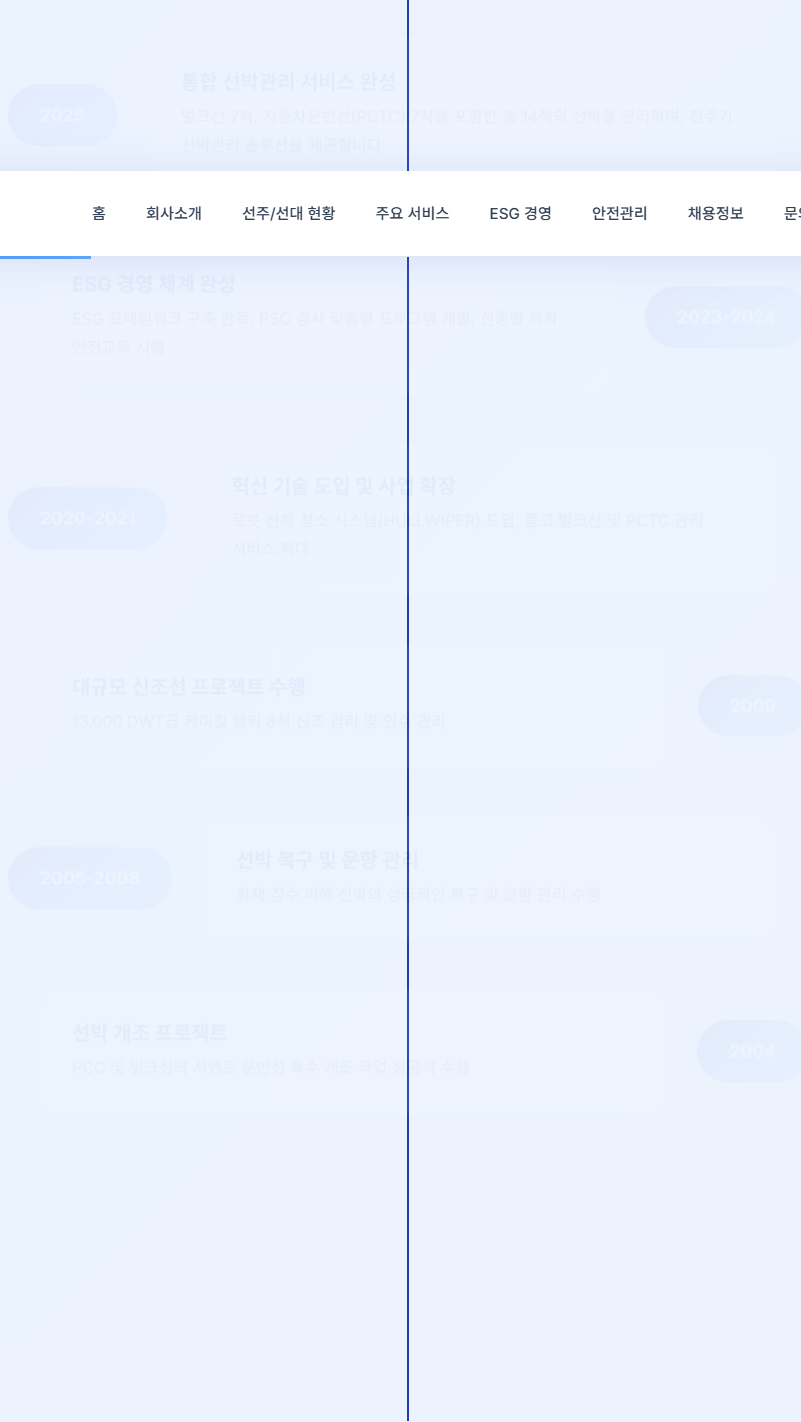 통합 선박관리 서비스 완성
2025
벌크선 7척, 자동차운반선(PCTC) 7척을 포함한 총 14척의 선박을 관리하며, 선주가
선박관리 솔루션을 제공합니다
홈 회사소개 선주/선대 현황 주요 서비스 ESG 경영 안전관리 채용정보
ESG 경영 체계 완성
ESG 프레임워크 구축 완료, PSC 검사 맞춤형 프로그램 개발, 선종별 특화
2023-2024
안전교육 시행
혁신 기술 도입 및 사업 확장
2020-2021
로봇 선체 청소 시스템(HULLWIPER) 도입, 중고 벌크선 및 PCTC 관리
서비스 확대
대규모 신조선 프로젝트 수행
2009
13,000 DWT급 케미컬 탱커 8척 신조 감리 및 인수 관리
선박 복구 및 운항 관리
2005-2008
화재·침수 피해 선박의 성공적인 복구 및 운항 관리 수행
선박 개조 프로젝트
2004
PCC 및 벌크선의 시멘트 운반선 특수 개조 작업 성공적 수행